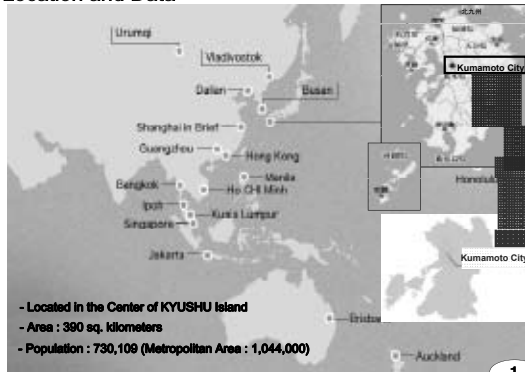 Location and Data
Urumqi
Vladivostok
Dalian
Busan
Kumamoto City
Shanghai in Brief
Guangzhou
Hong Kong
Manila
Bangkok
Ho CHI Minh
Honolulu
Ipoh
Kuala Lumpur
Singapore
Jakarta
Kumamoto City
- Located in the Center of KYUSHU Island
- Area : 390 sq. kilometers
- Population : 730,109 (Metropolitan Area : 1,044,000)
Brisba
Auckland
1